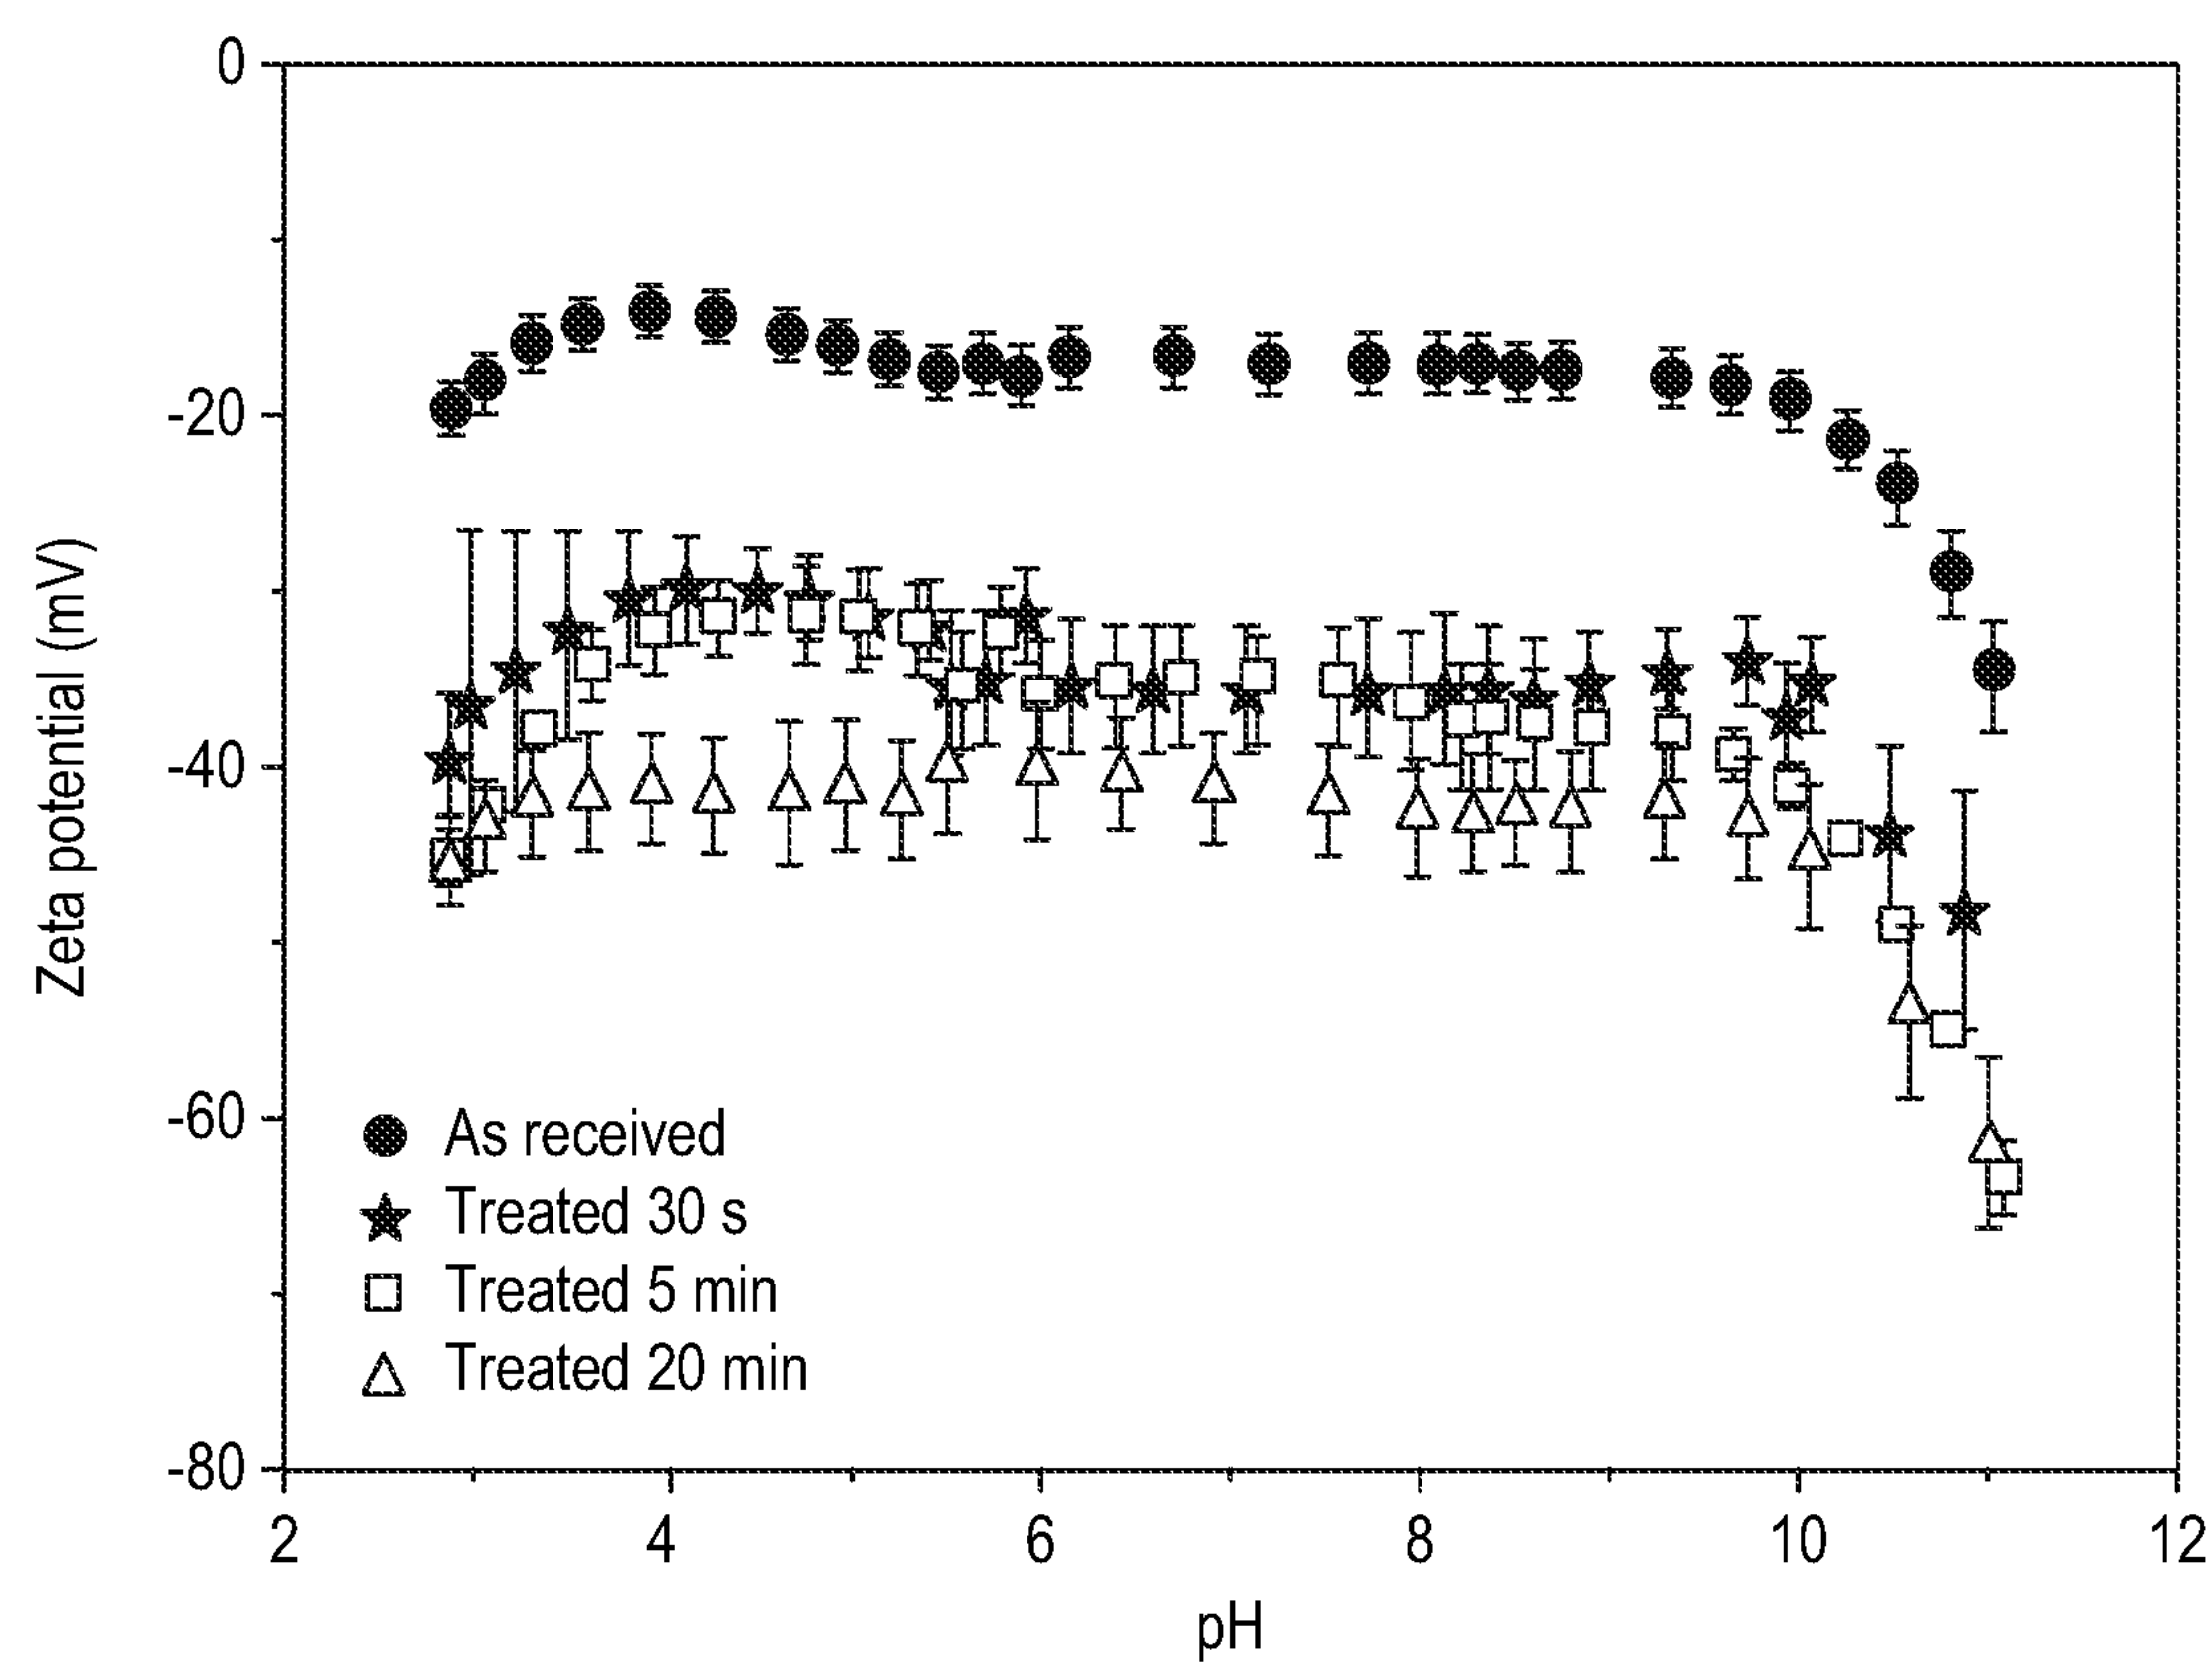 0
-20
-40
-60
-80
Zeta potential (mV)
As received
Treated 30 s
Treated 5 min
Treated 20 min
2 4 6 8 10 12
pH